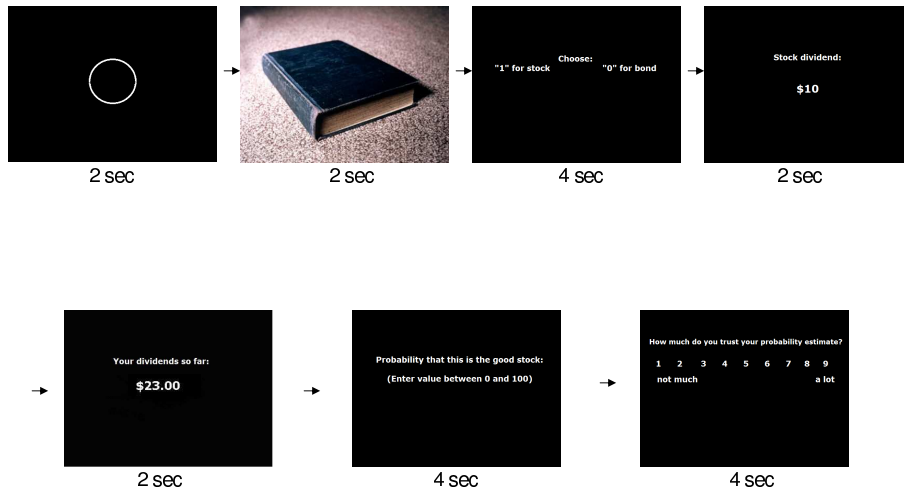 Choose:
"1" for stock "0" for bond
Stock dividend:
$10
2 sec
2 sec
4 sec
2 sec
Your dividends so far:
$23.00
Probability that this is the good stock:
(Enter value between 0 and 100)
How much do you trust your probability estimate?
1 2 3 4 5 6 7 8 9
not much a lot
2 sec
4 sec
4 sec